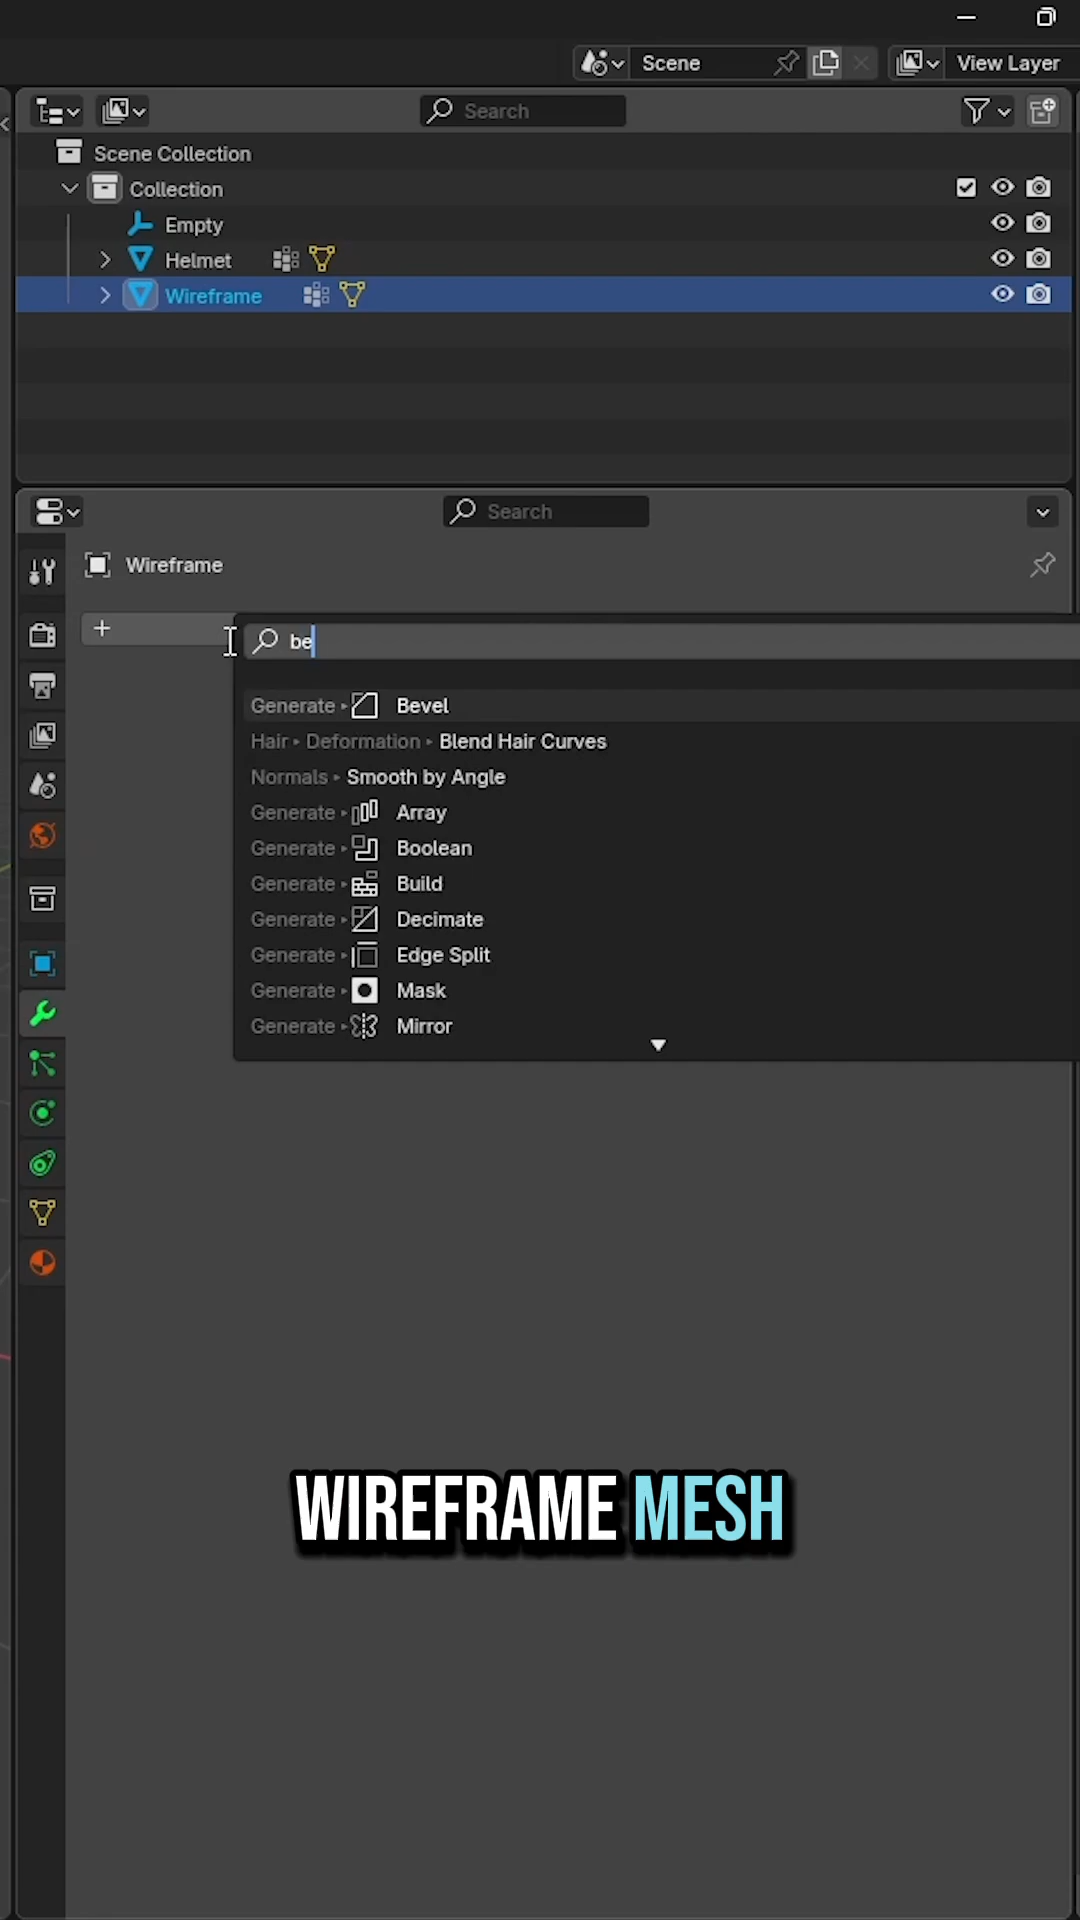 Scene
View Layer
Search
Scene Collection
Collection
Empty
Helmet
Wireframe
Search
Wireframe
be
Generate Bevel
Hair Deformation Blend Hair Curves
Normals Smooth by Angle
Generate Array
Generate Boolean
Generate Build
Generate Decimate
Generate Edge Split
Generate Mask
Generate Mirror
WIREFRAME MESH